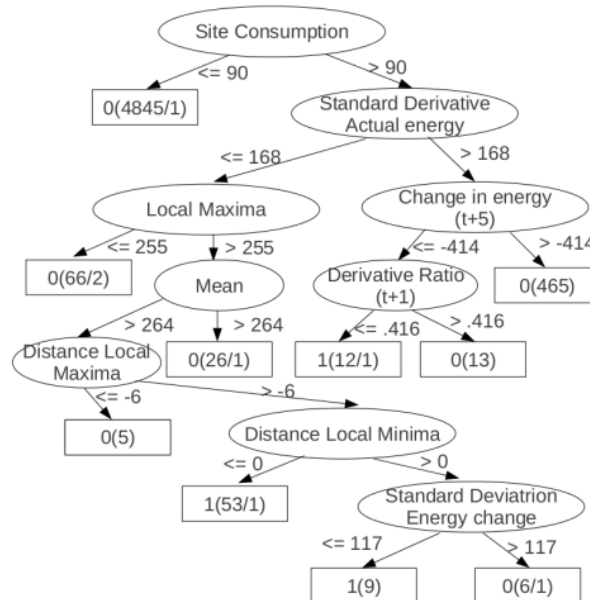 Site Consumption
<= 90
> 90
0(4845/1)
Standard Derivative
Actual energy
<= 168
> 168
Local Maxima
Change in energy
(t+5)
<= 255
> 255
<= -414
> -414
0(66/2)
Mean
Derivative Ratio
(t+1)
0(465)
> 264
> 264
<= .416
> .416
Distance Local
Maxima
0(26/1)
1(12/1)
0(13)
<= -6
> -6
0(5)
Distance Local Minima
<= 0
> 0
1(53/1)
Standard Deviatrion
Energy change
<= 117
> 117
1(9)
0(6/1)